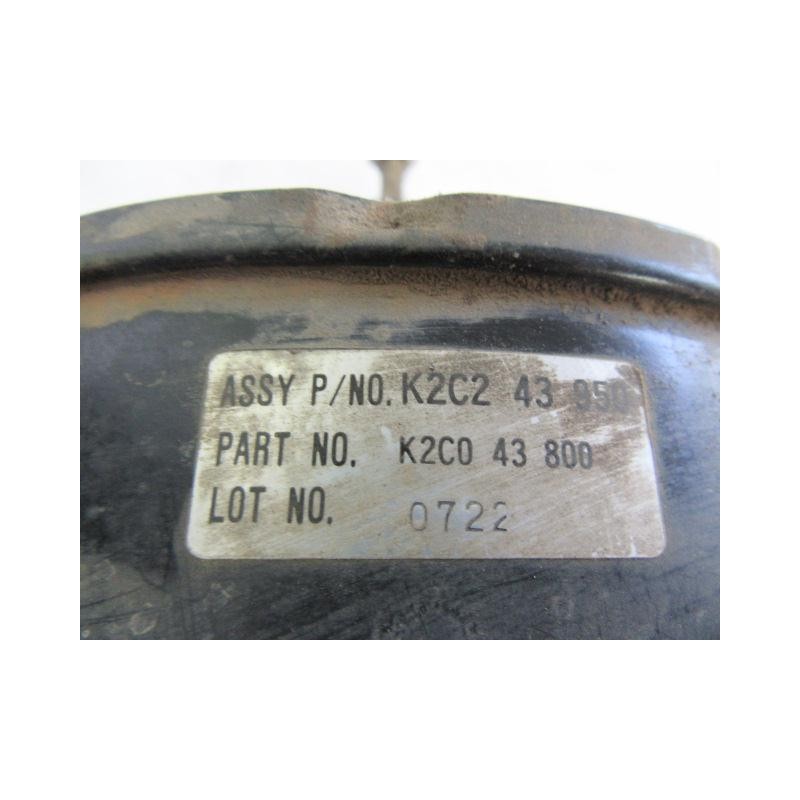 ASSY P/NO. K2C2 43 950
PART NO. K2C0 43 800
LOT NO. 0722